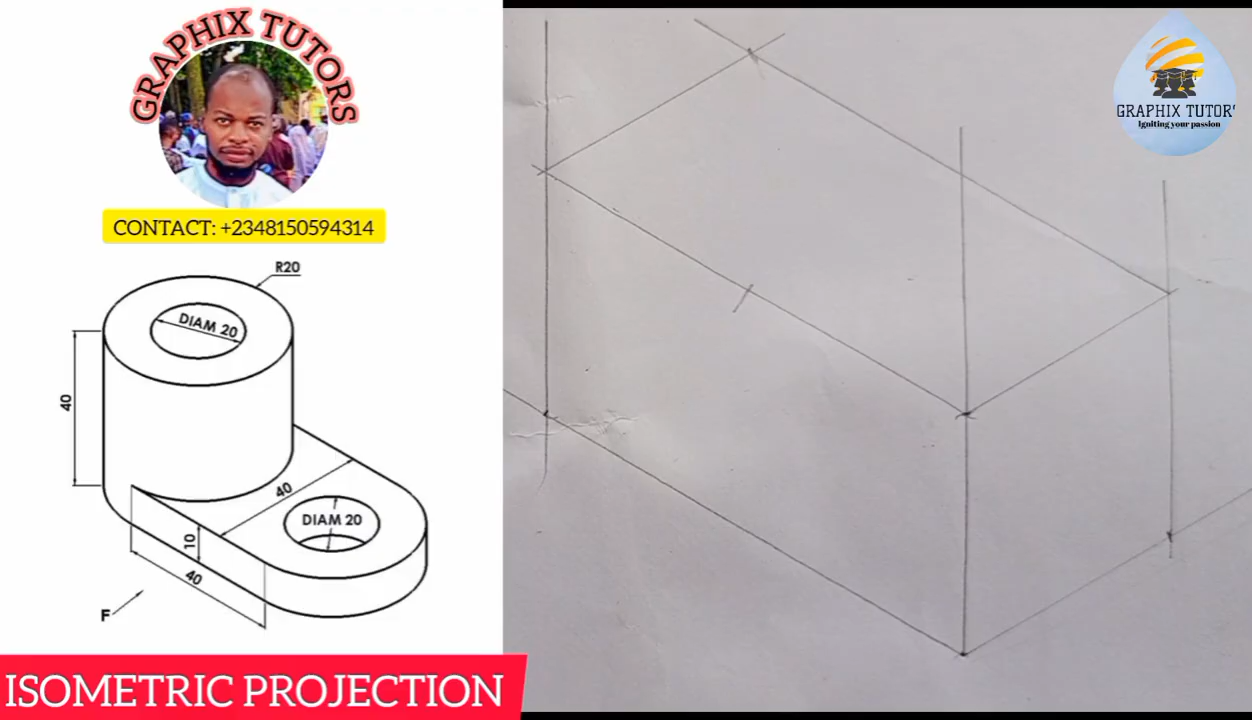 GRAPHIX TUTORS
CONTACT: +2348150594314
R20
DIAM 20
40
40
DIAM 20
10
40
F
ISOMETRIC PROJECTION
GRAPHIX TUTOR'
Igniting your passion